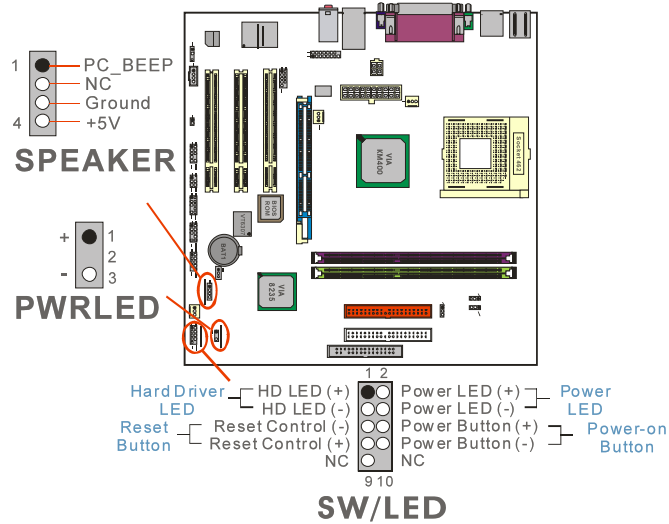 1 PC_BEEP
NC
Ground
4 +5V
SPEAKER
+ 1
2
- 3
PWRLED
VIA
KM400
Socket 462
BIOS
ROM
VT6307
BAT1
VIA
8235
1 2
Hard Driver
LED
HD LED (+)
HD LED (-)
Reset
Button
Reset Control (-)
Reset Control (+)
NC
Power LED (+)
Power LED (-)
Power
LED
Power Button (+)
Power Button (-)
Power-on
Button
NC
9 10
SW/LED